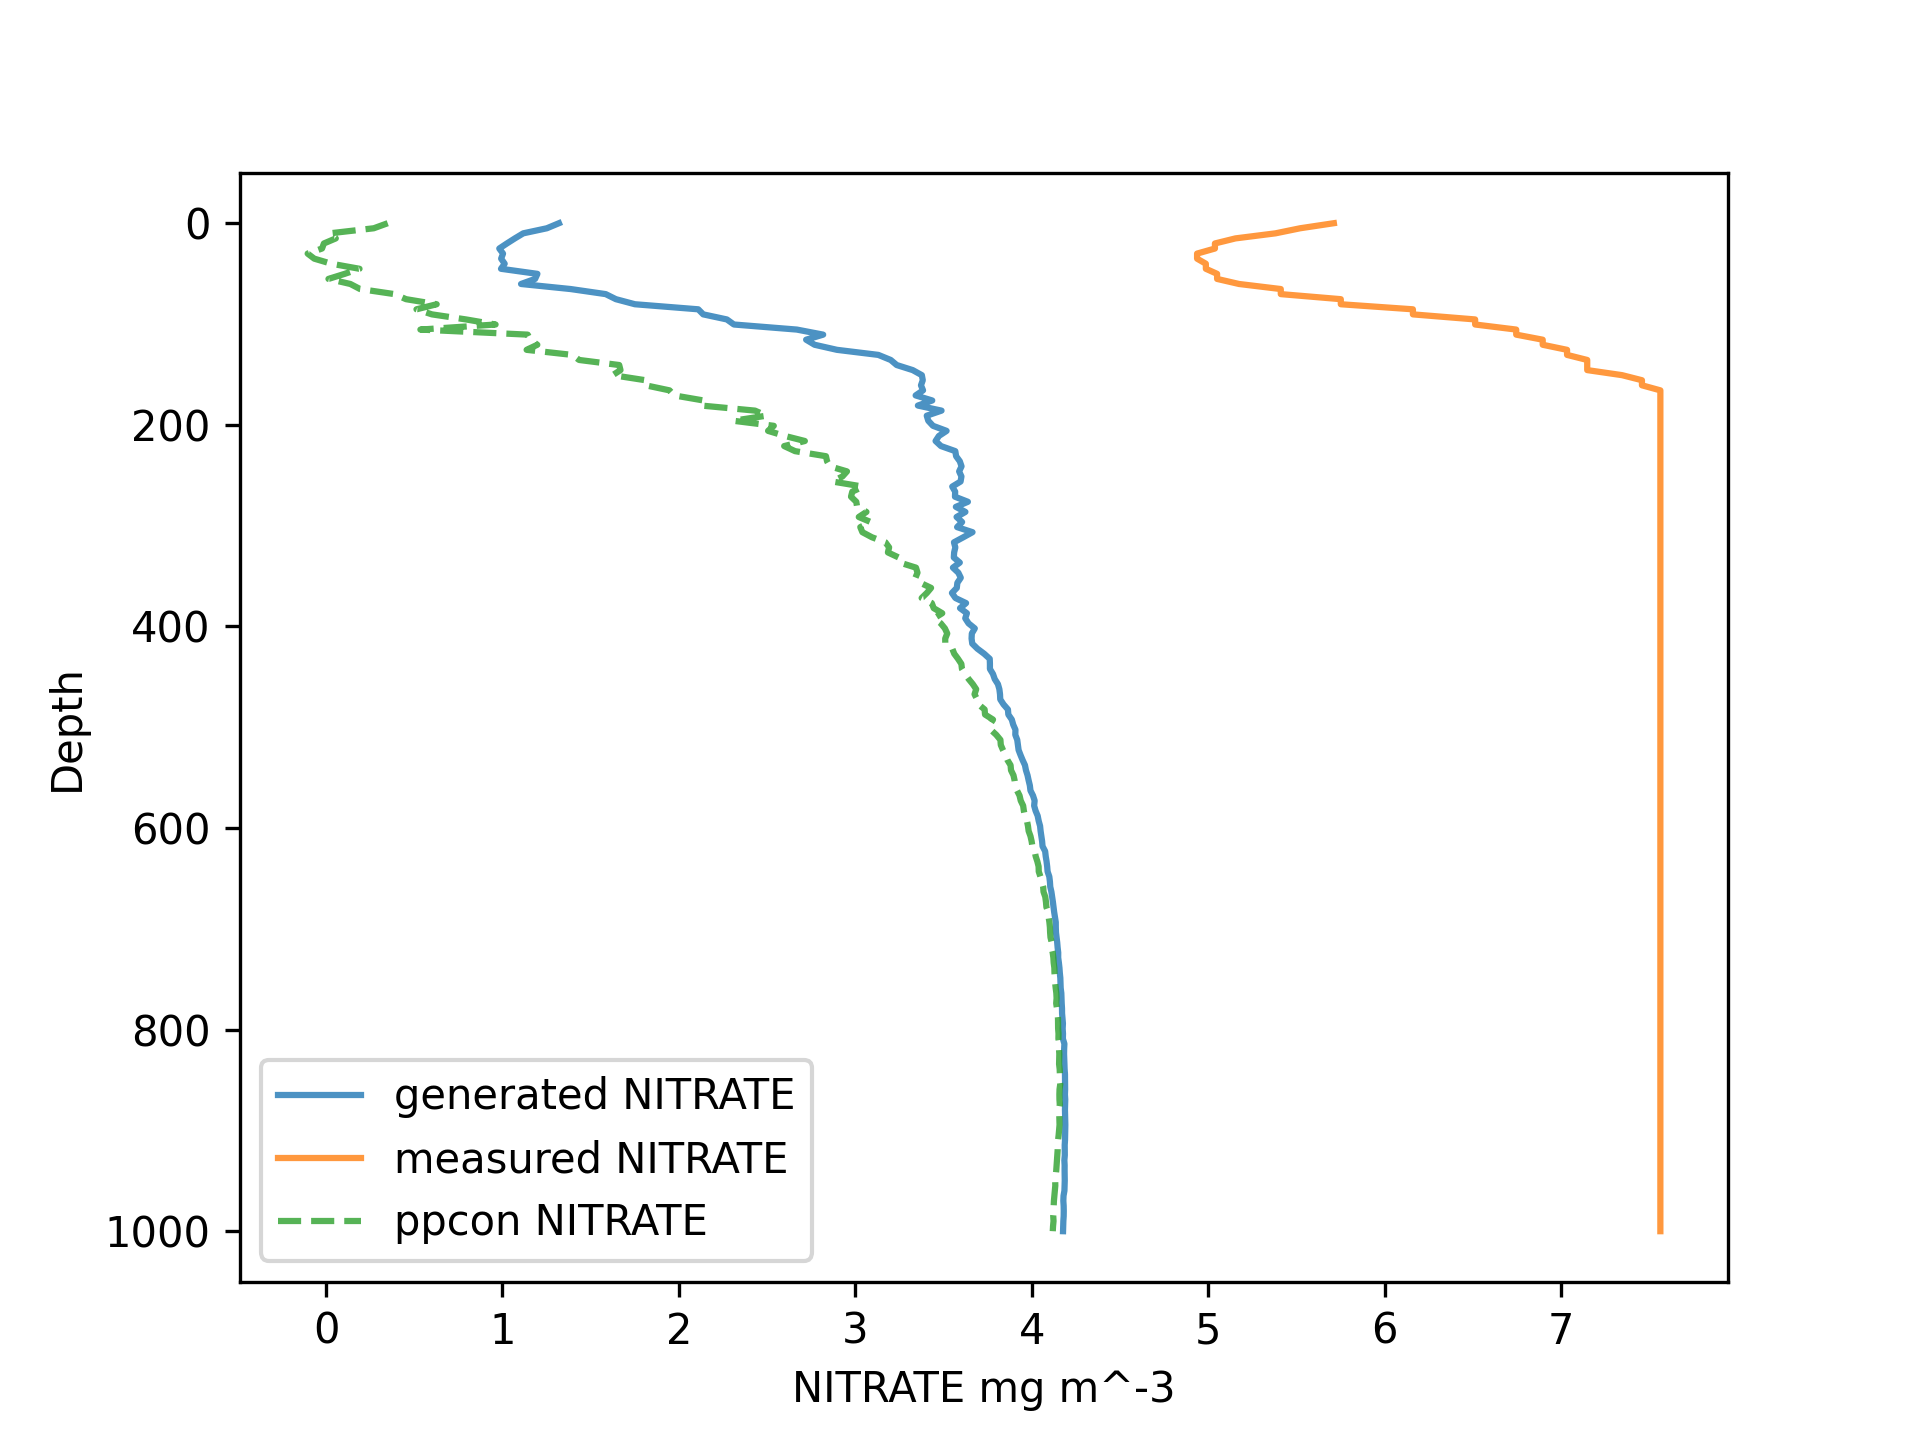 0
200
400
600
800
1000
Depth
generated NITRATE
measured NITRATE
ppcon NITRATE
0 1 2 3 4 5 6 7
NITRATE mg m^-3